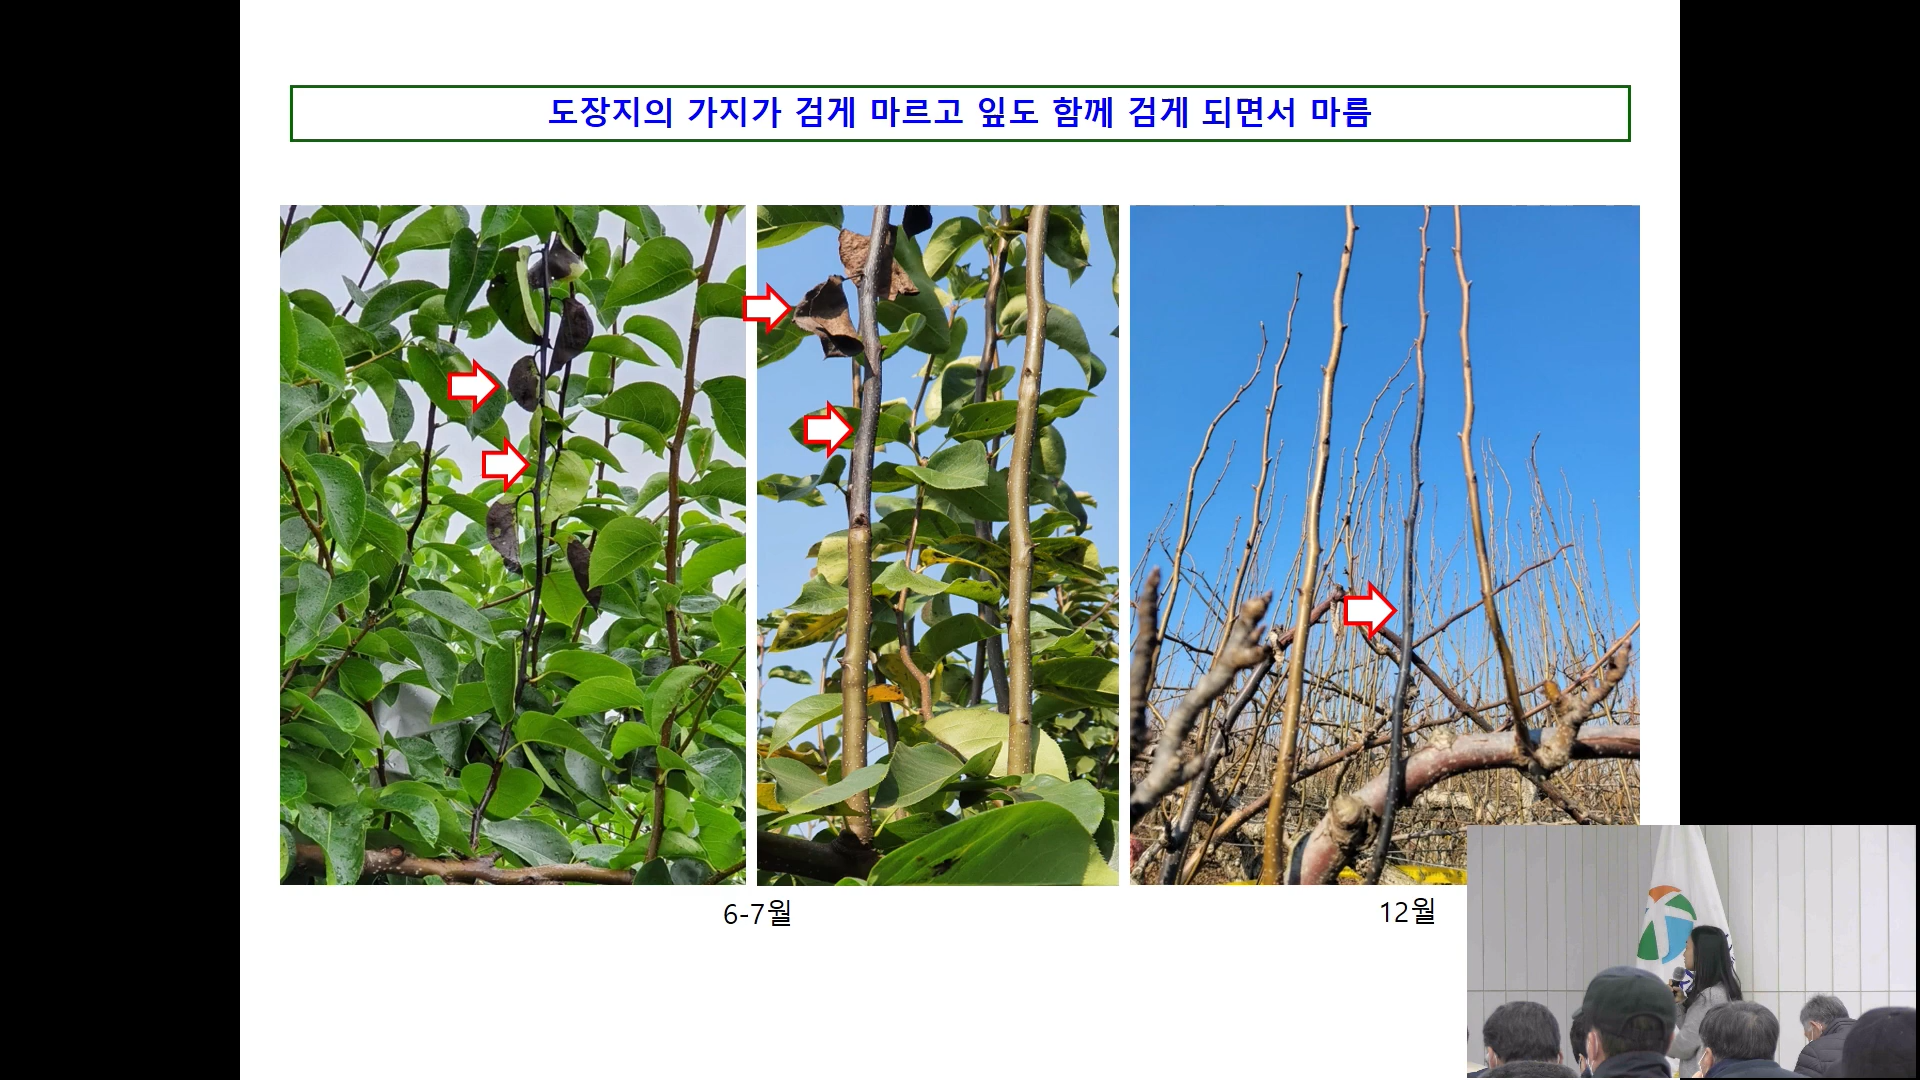 도장지의 가지가 검게 마르고 잎도 함께 검게 되면서 마름
6-7월
12월